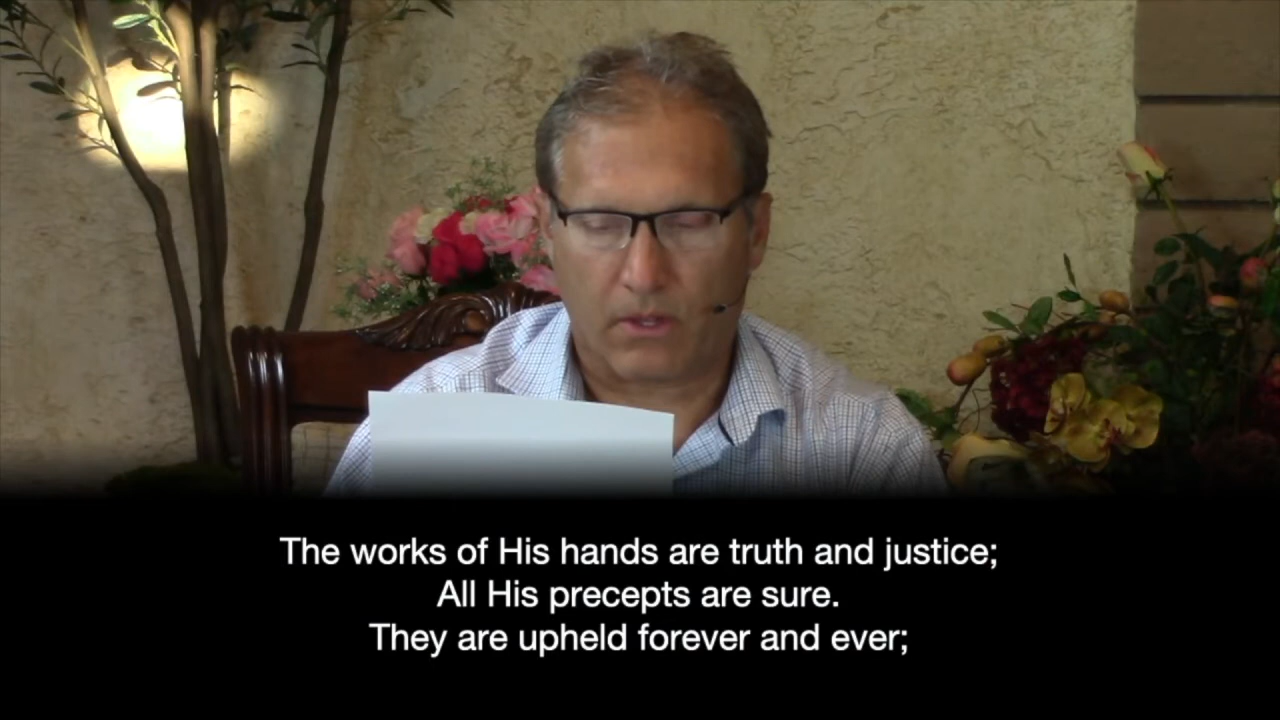 The works of His hands are truth and justice;
All His precepts are sure.
They are upheld forever and ever;